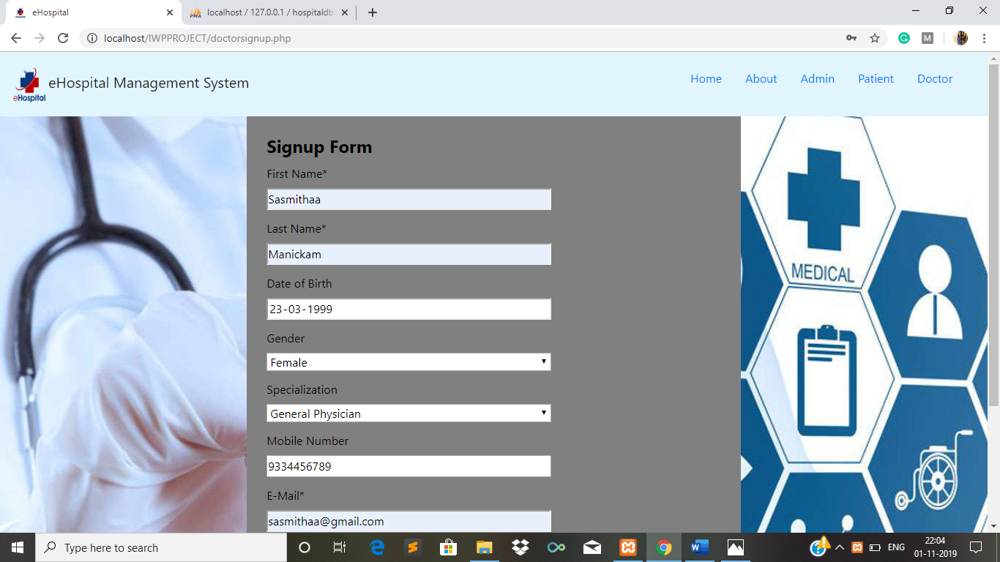 eHospital
localhost / 127.0.0.1 / hospitaldb
localhost/IWPPROJECT/doctorsignup.php
M
eHospital
eHospital Management System
Home
About
Admin
Patient
Doctor
Signup Form
First Name*
Sasmithaa
Last Name*
Manickam
Date of Birth
23-03-1999
Gender
Female
Specialization
General Physician
Mobile Number
9334456789
E-Mail*
sasmithaa@gmail.com
MEDICAL
Type here to search
ENG
22:04
01-11-2019